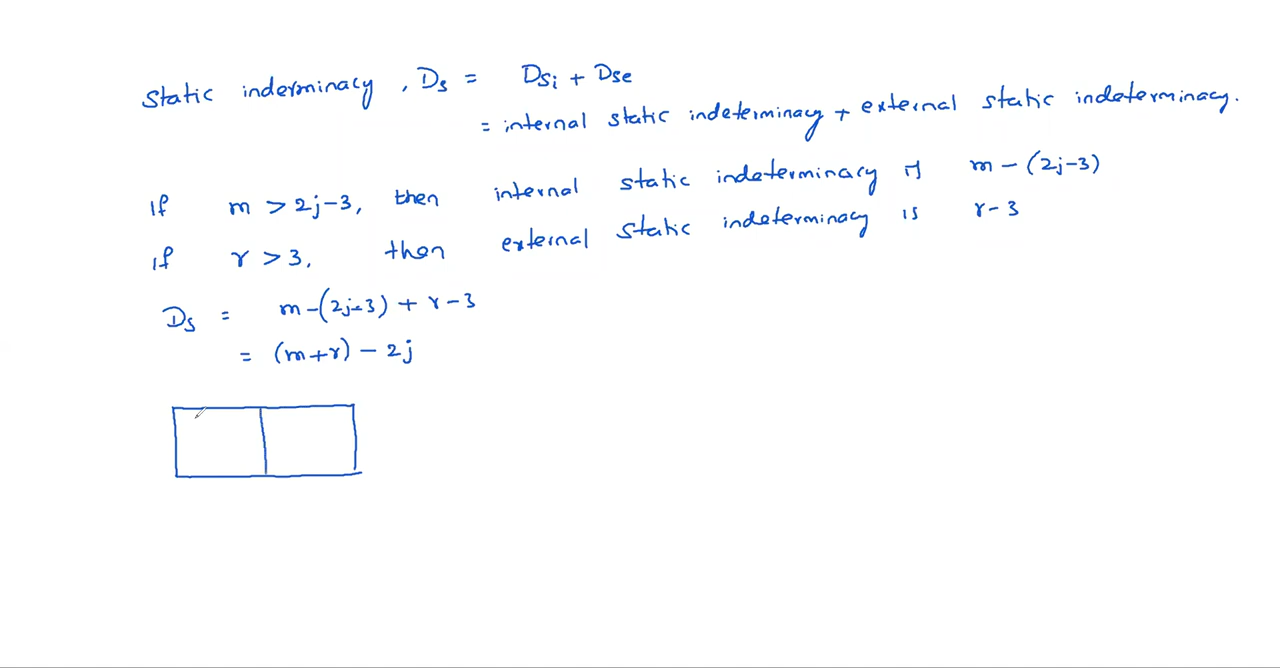 Static inderminacy, Ds = Dsi + Dse
= internal static indeterminacy + external static indeterminacy.
If m > 2j-3, then internal static indeterminacy is m - (2j-3)
if r > 3, then external static indeterminacy is r-3
Ds = m-(2j-3) + r-3
= (m+r) - 2j